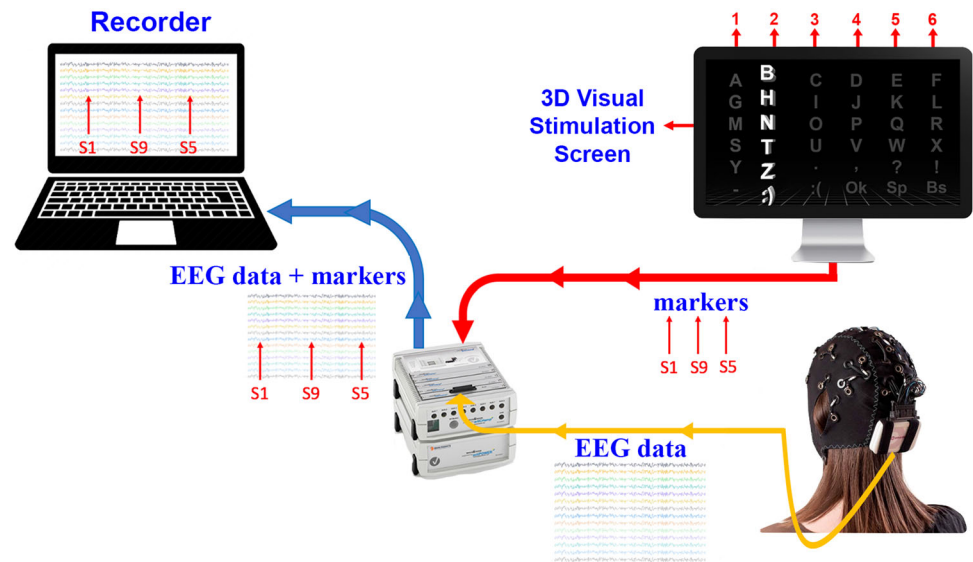 Recorder
S1 S9 S5
1 2 3 4 5 6
3D Visual
Stimulation
Screen
A B C D E F
G H I J K L
M N O P Q R
S T U V W X
Y Z . , ? !
- ;) :( Ok Sp Bs
EEG data + markers
S1 S9 S5
markers
S1 S9 S5
EEG data